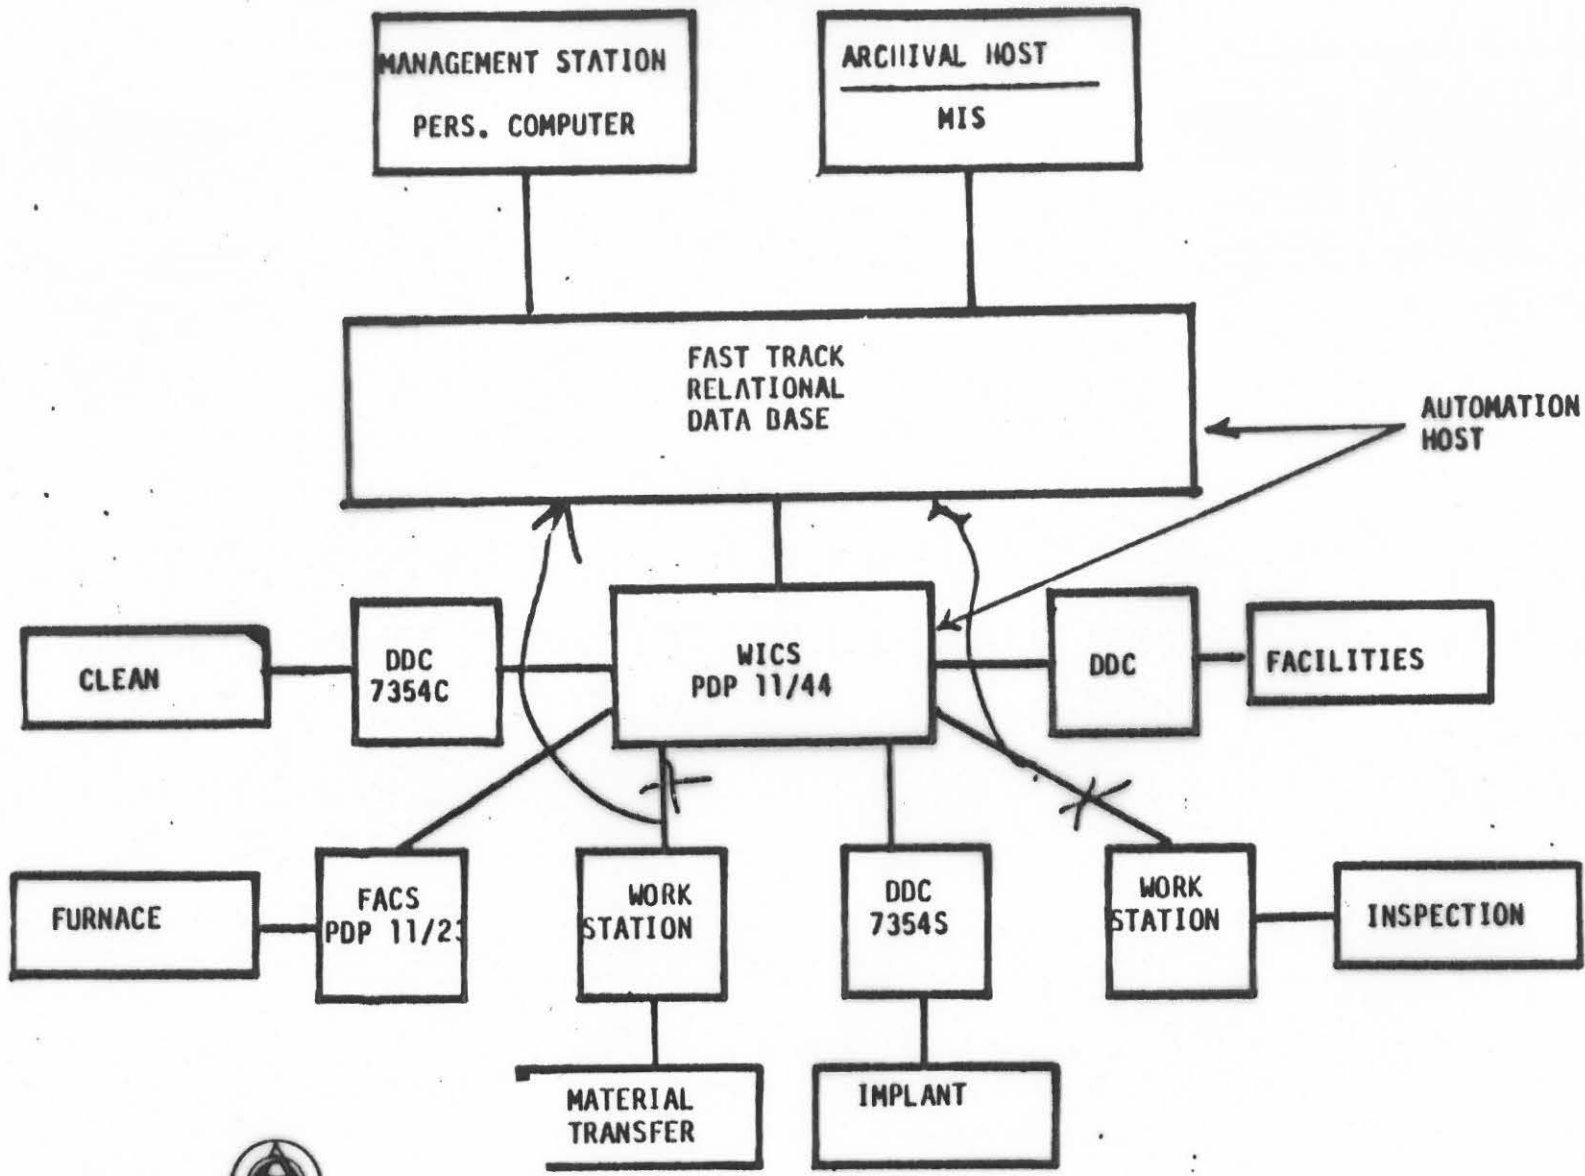 MANAGEMENT STATION
PERS. COMPUTER
ARCHIVAL HOST
MIS
FAST TRACK
RELATIONAL
DATA BASE
AUTOMATION
HOST
CLEAN
DDC
7354C
WICS
PDP 11/44
DDC
FACILITIES
FURNACE
FACS
PDP 11/23
WORK
STATION
DDC
7354S
WORK
STATION
INSPECTION
MATERIAL
TRANSFER
IMPLANT